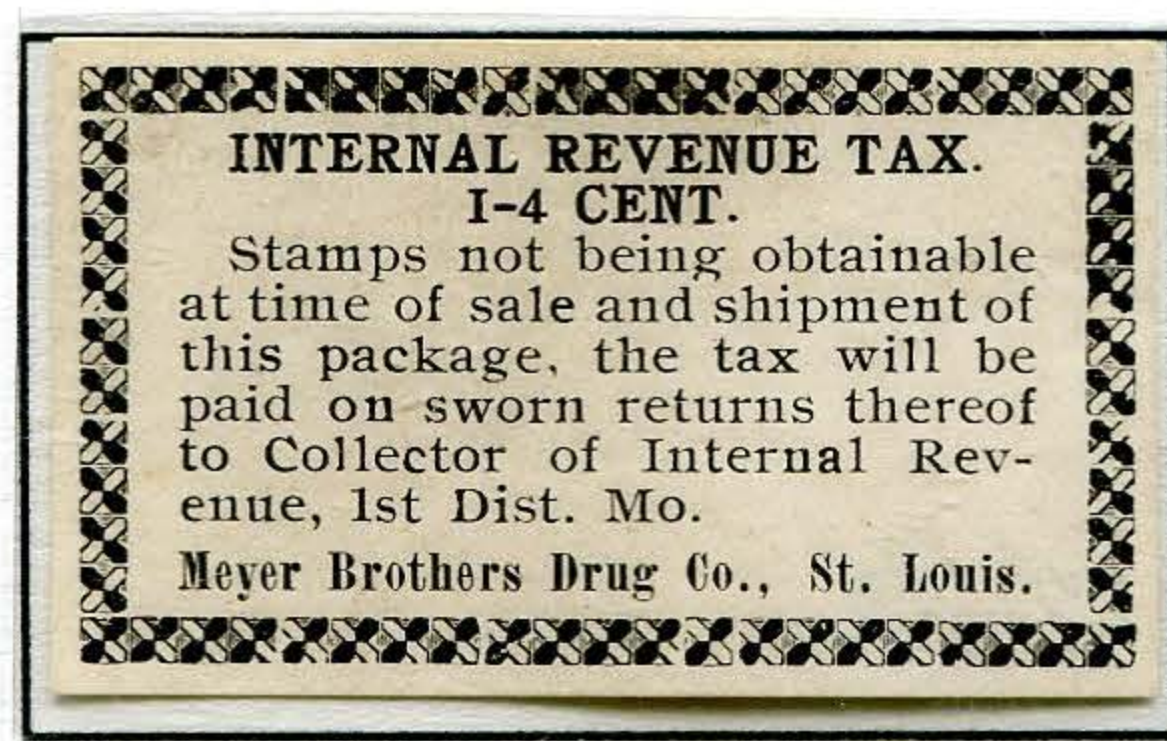 INTERNAL REVENUE TAX.
1-4 CENT.
Stamps not being obtainable
at time of sale and shipment of
this package, the tax will be
paid on sworn returns thereof
to Collector of Internal Rev-
enue, 1st Dist. Mo.
Meyer Brothers Drug Co., St. Louis.